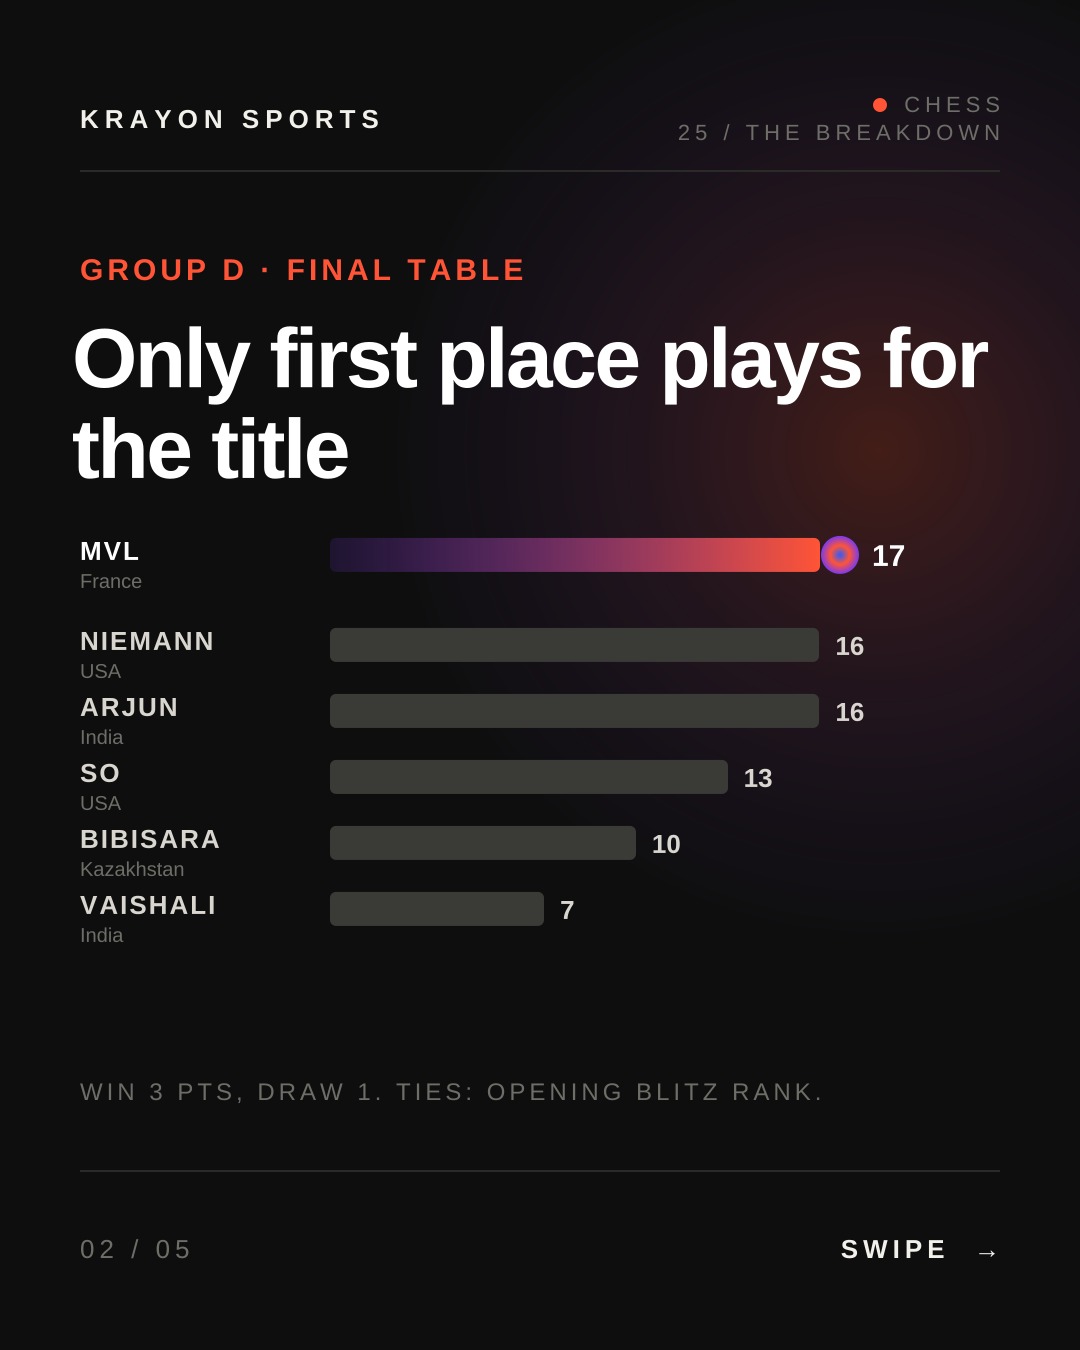 KRAYON SPORTS
CHESS
25 / THE BREAKDOWN
GROUP D · FINAL TABLE
Only first place plays for
the title
MVL
France
17
NIEMANN
USA
16
ARJUN
India
16
SO
USA
13
BIBISARA
Kazakhstan
10
VAISHALI
India
7
WIN 3 PTS, DRAW 1. TIES: OPENING BLITZ RANK.
02 / 05
SWIPE →